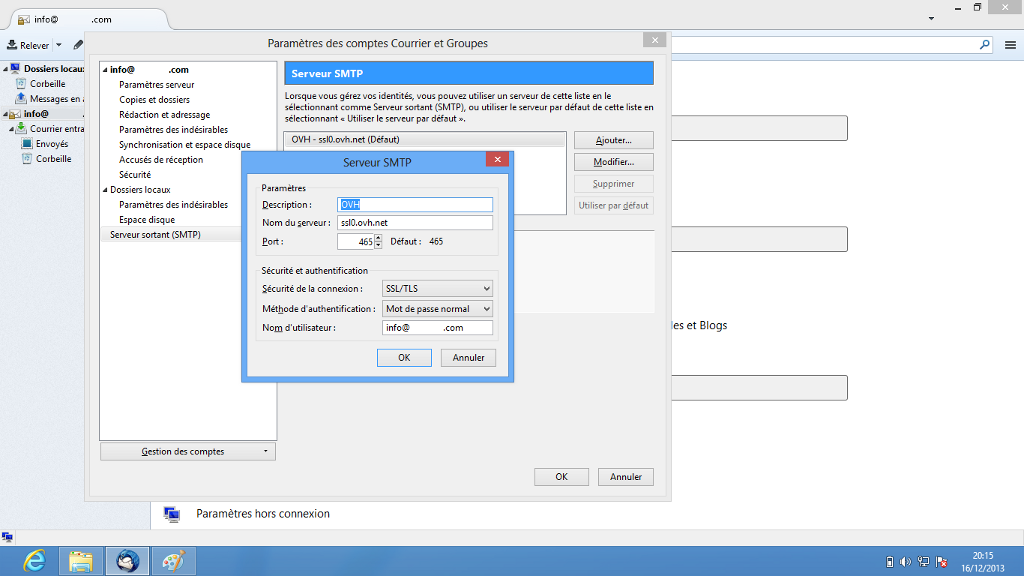 info@ .com
Relever
Paramètres des comptes Courrier et Groupes
Dossiers locaux
Corbeille
Messages en a
info@
Courrier entra
Envoyés
Corbeille
info@ .com
Paramètres serveur
Copies et dossiers
Rédaction et adressage
Paramètres des indésirables
Synchronisation et espace disque
Accusés de réception
Sécurité
Dossiers locaux
Paramètres des indésirables
Espace disque
Serveur sortant (SMTP)
Gestion des comptes
Serveur SMTP
Lorsque vous gérez vos identités, vous pouvez utiliser un serveur de cette liste en le
sélectionnant comme Serveur sortant (SMTP), ou utiliser le serveur par défaut de cette liste en
sélectionnant « Utiliser le serveur par défaut ».
OVH - ssl0.ovh.net (Défaut)
Ajouter...
Modifier...
Supprimer
Utiliser par défaut
Serveur SMTP
Paramètres
Description : OVH
Nom du serveur : ssl0.ovh.net
Port : 465 Défaut : 465
Sécurité et authentification
Sécurité de la connexion : SSL/TLS
Méthode d'authentification : Mot de passe normal
Nom d'utilisateur : info@ .com
OK Annuler
OK Annuler
les et Blogs
Paramètres hors connexion
20:15
16/12/2013